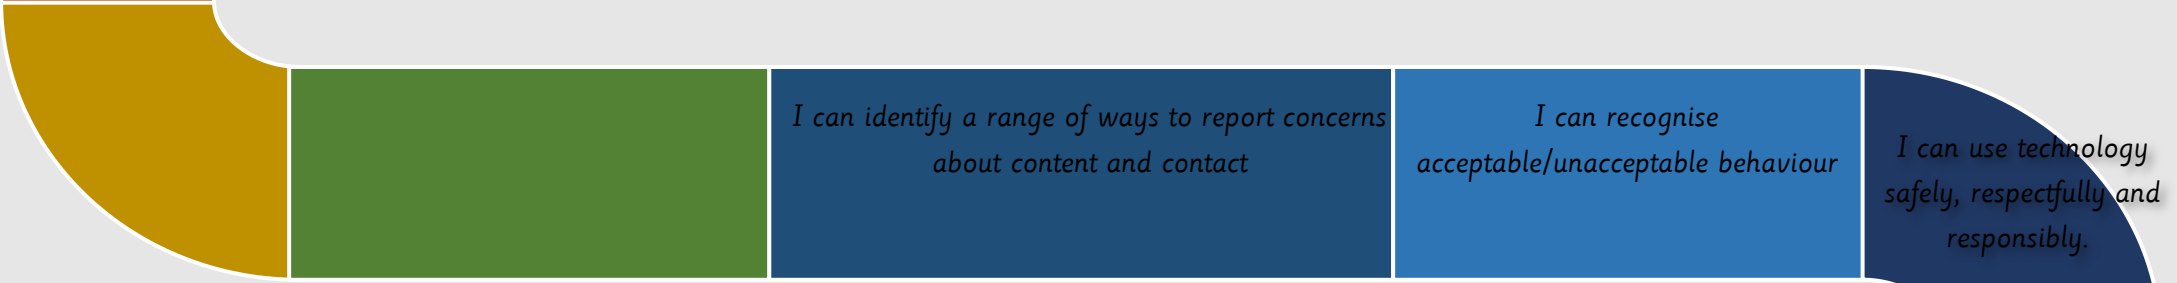 I can identify a range of ways to report concerns
about content and contact
I can recognise
acceptable/unacceptable behaviour
I can use technology
safely, respectfully and
responsibly.